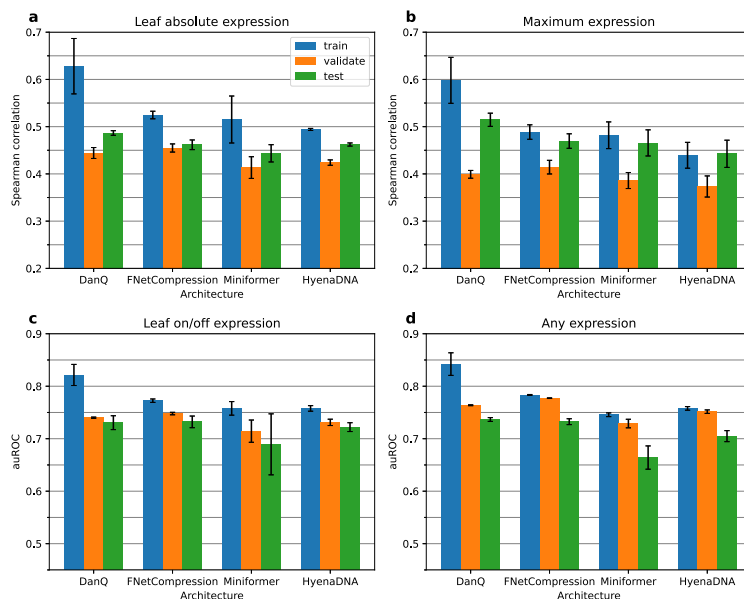 a
Leaf absolute expression
0.7
0.6
0.5
0.4
0.3
0.2
Spearman correlation
train
validate
test
DanQ FNetCompression Miniformer HyenaDNA
Architecture
b
Maximum expression
0.7
0.6
0.5
0.4
0.3
0.2
Spearman correlation
DanQ FNetCompression Miniformer HyenaDNA
Architecture
c
Leaf on/off expression
0.9
0.8
0.7
0.6
0.5
auROC
DanQ FNetCompression Miniformer HyenaDNA
Architecture
d
Any expression
0.9
0.8
0.7
0.6
0.5
auROC
DanQ FNetCompression Miniformer HyenaDNA
Architecture